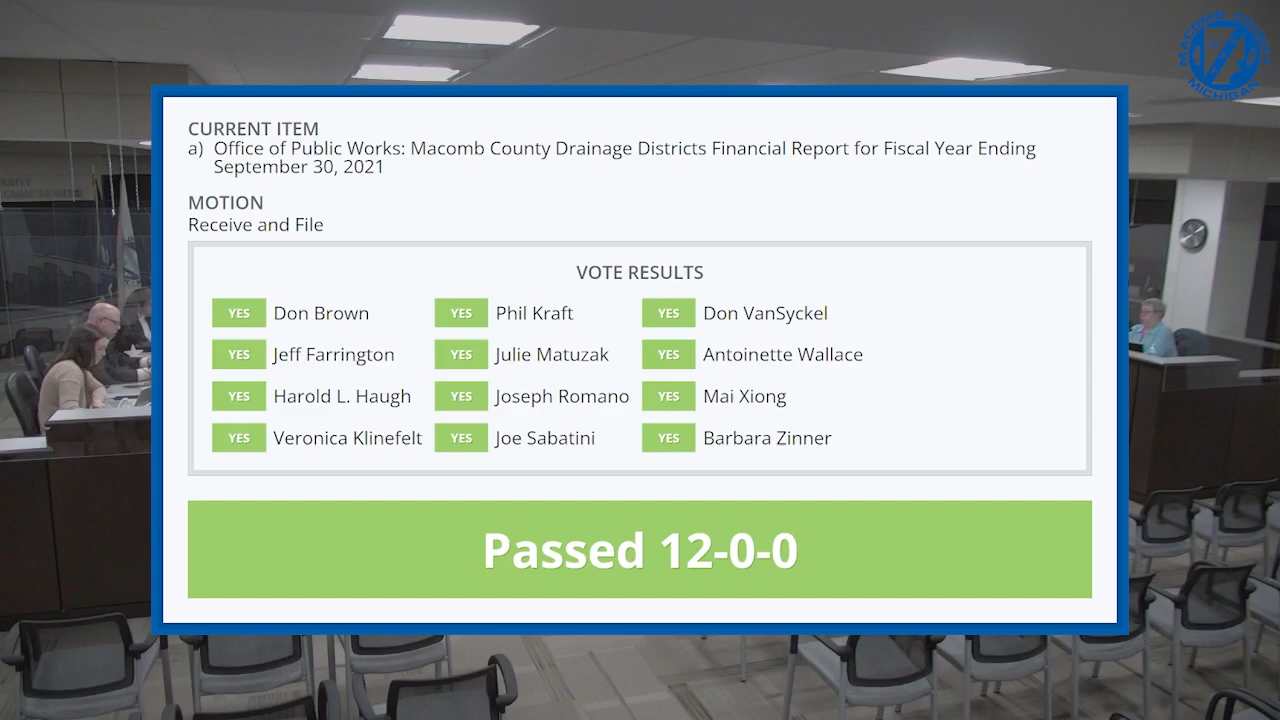 CURRENT ITEM
a) Office of Public Works: Macomb County Drainage Districts Financial Report for Fiscal Year Ending
September 30, 2021
MOTION
Receive and File
VOTE RESULTS
YES Don Brown YES Phil Kraft YES Don VanSyckel
YES Jeff Farrington YES Julie Matuzak YES Antoinette Wallace
YES Harold L. Haugh YES Joseph Romano YES Mai Xiong
YES Veronica Klinefelt YES Joe Sabatini YES Barbara Zinner
Passed 12-0-0
MACOMB COUNTY
MICHIGAN